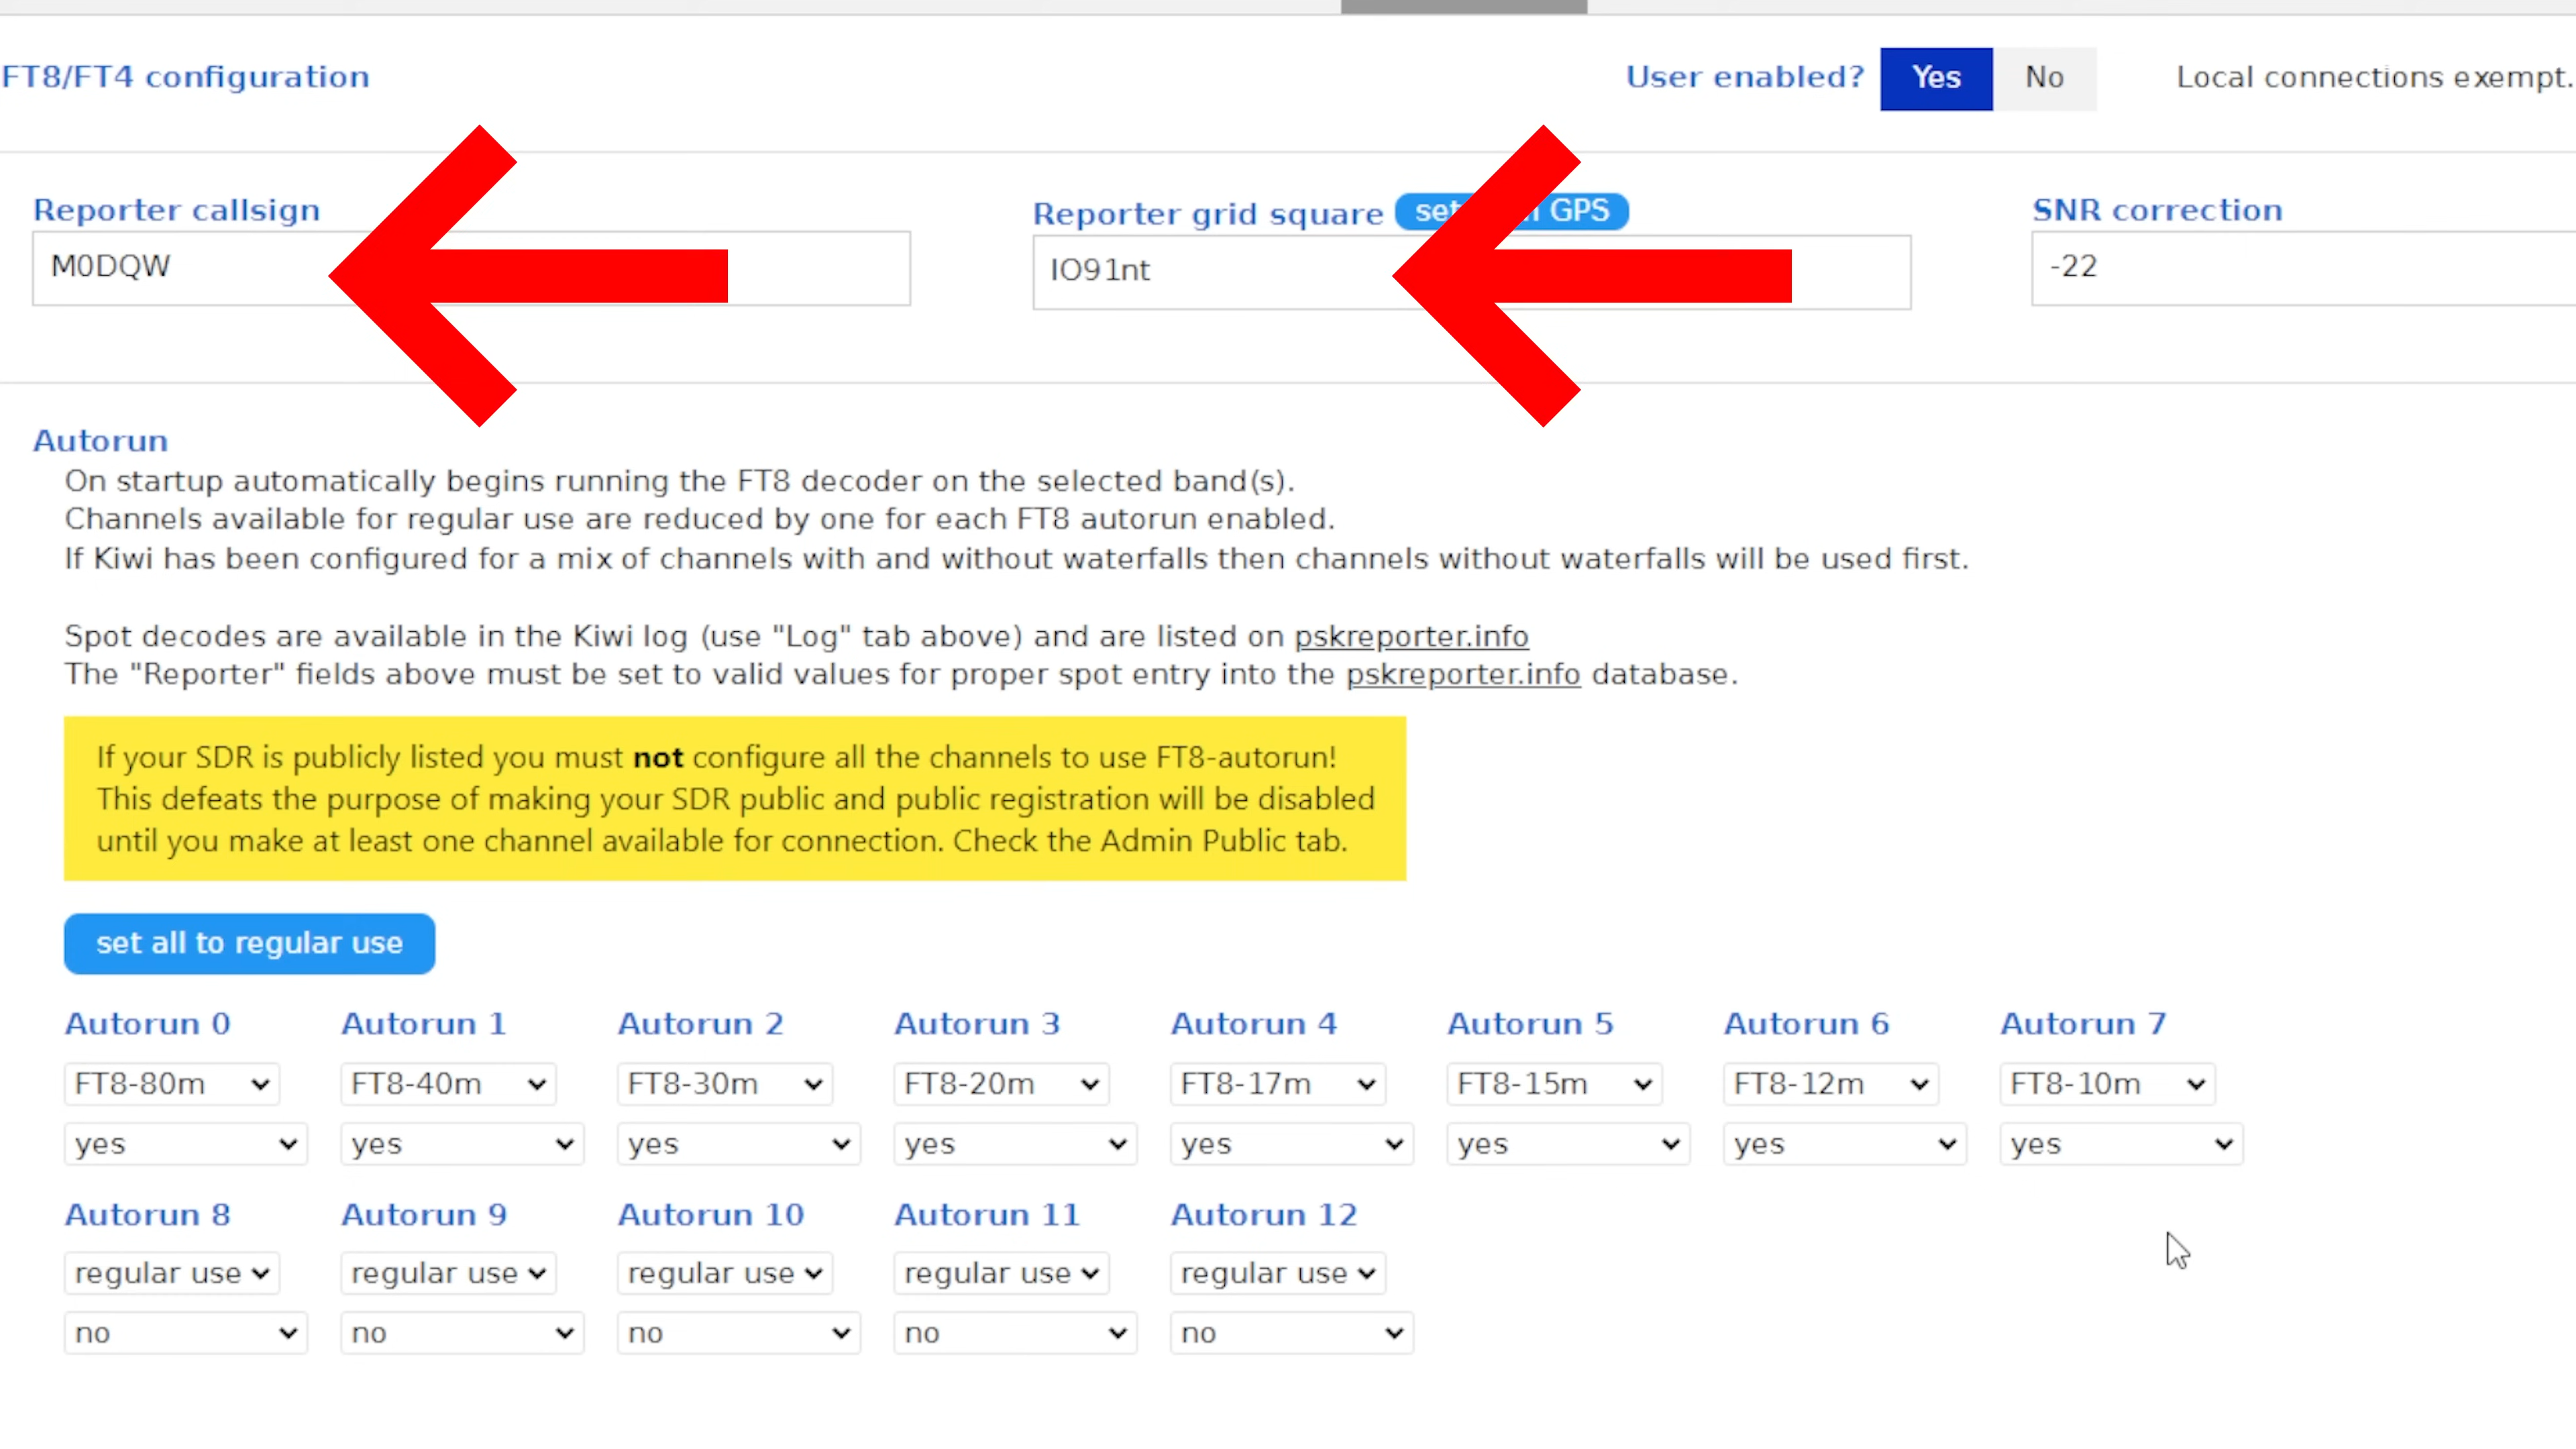 FT8/FT4 configuration
User enabled? Yes No Local connections exempt.
Reporter callsign
Reporter grid square set GPS
SNR correction
M0DQW
IO91nt
-22
Autorun
On startup automatically begins running the FT8 decoder on the selected band(s).
Channels available for regular use are reduced by one for each FT8 autorun enabled.
If Kiwi has been configured for a mix of channels with and without waterfalls then channels without waterfalls will be used first.
Spot decodes are available in the Kiwi log (use "Log" tab above) and are listed on pskreporter.info
The "Reporter" fields above must be set to valid values for proper spot entry into the pskreporter.info database.
If your SDR is publicly listed you must not configure all the channels to use FT8-autorun!
This defeats the purpose of making your SDR public and public registration will be disabled
until you make at least one channel available for connection. Check the Admin Public tab.
set all to regular use
Autorun 0 Autorun 1 Autorun 2 Autorun 3 Autorun 4 Autorun 5 Autorun 6 Autorun 7
FT8-80m FT8-40m FT8-30m FT8-20m FT8-17m FT8-15m FT8-12m FT8-10m
yes yes yes yes yes yes yes yes
Autorun 8 Autorun 9 Autorun 10 Autorun 11 Autorun 12
regular use regular use regular use regular use regular use
no no no no no